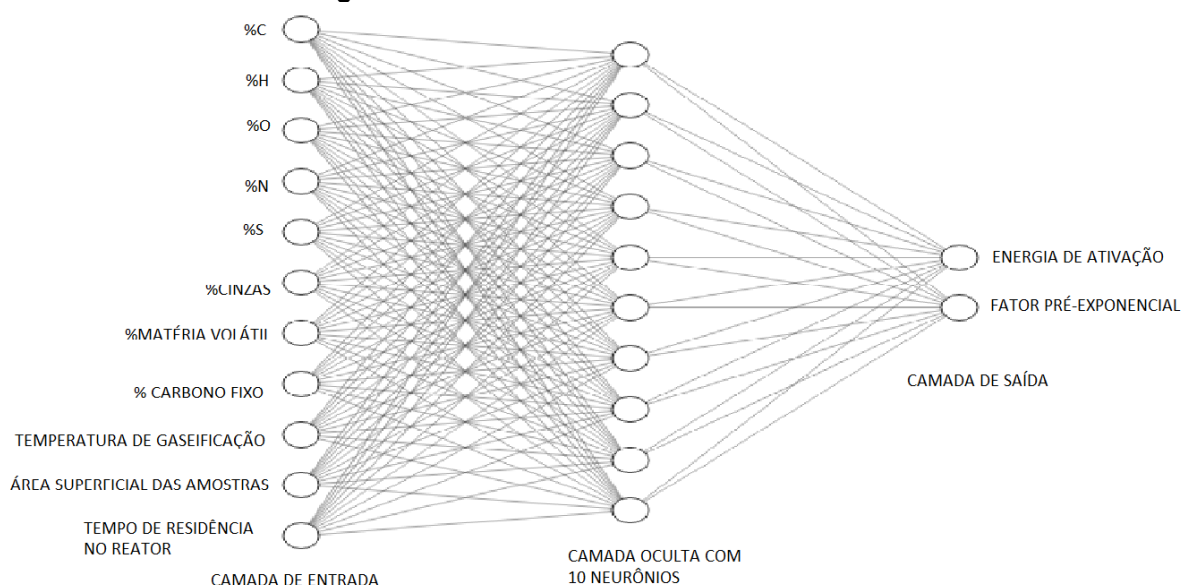 %C
%H
%O
%N
%S
%CINZAS
%MATÉRIA VOLÁTIL
% CARBONO FIXO
TEMPERATURA DE GASEIFICAÇÃO
ÁREA SUPERFICIAL DAS AMOSTRAS
TEMPO DE RESIDÊNCIA
NO REATOR
CAMADA DE ENTRADA
CAMADA OCULTA COM
10 NEURÔNIOS
ENERGIA DE ATIVAÇÃO
FATOR PRÉ-EXPONENCIAL
CAMADA DE SAÍDA